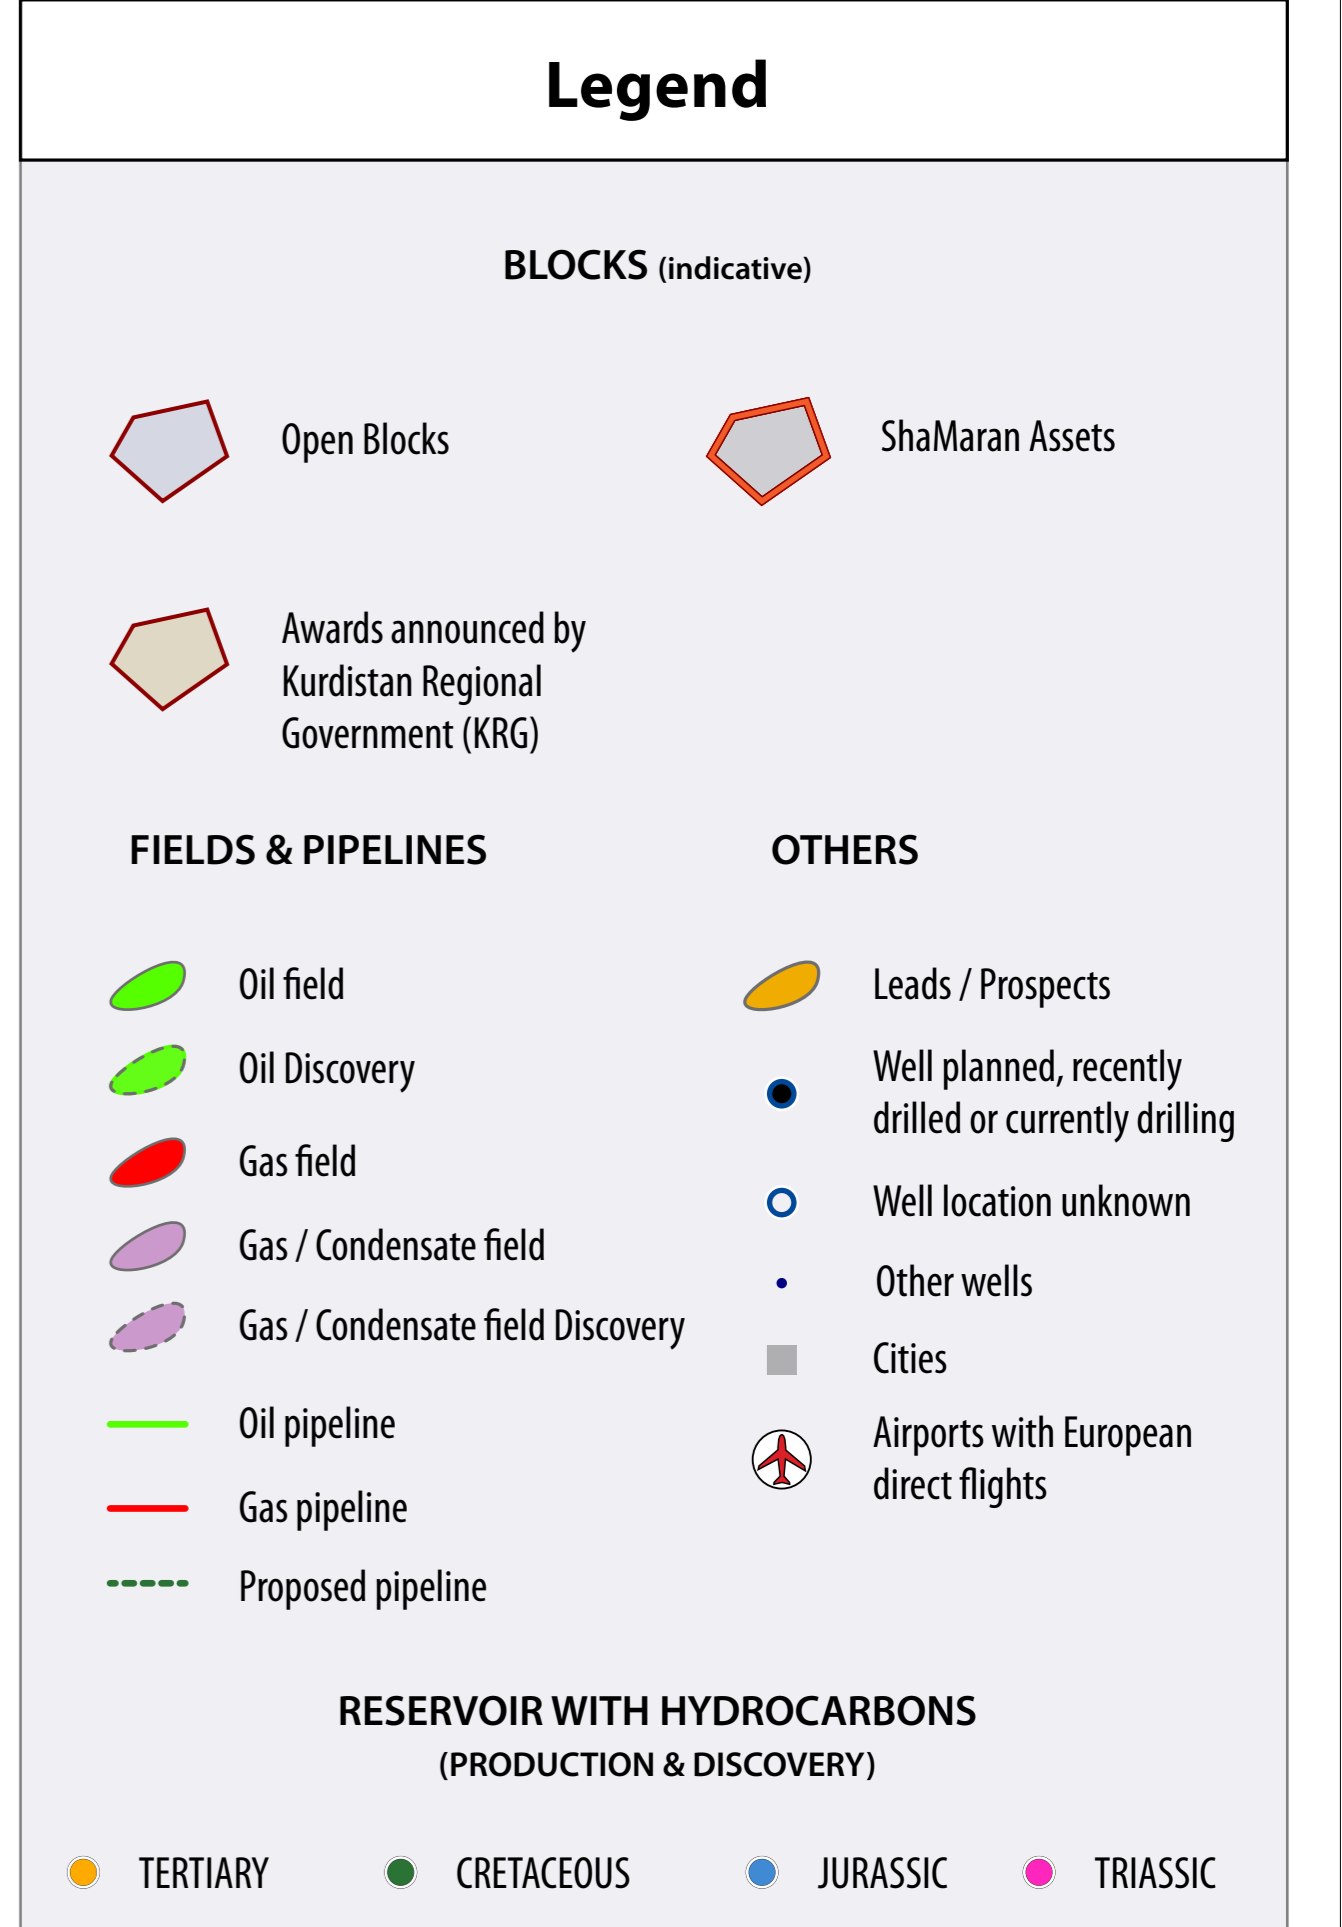 Legend
BLOCKS (indicative)
Open Blocks
ShaMaran Assets
Awards announced by
Kurdistan Regional
Government (KRG)
FIELDS & PIPELINES
Oil field
Oil Discovery
Gas field
Gas / Condensate field
Gas / Condensate field Discovery
Oil pipeline
Gas pipeline
Proposed pipeline
OTHERS
Leads / Prospects
Well planned, recently
drilled or currently drilling
Well location unknown
Other wells
Cities
Airports with European
direct flights
RESERVOIR WITH HYDROCARBONS
(PRODUCTION & DISCOVERY)
TERTIARY CRETACEOUS JURASSIC TRIASSIC